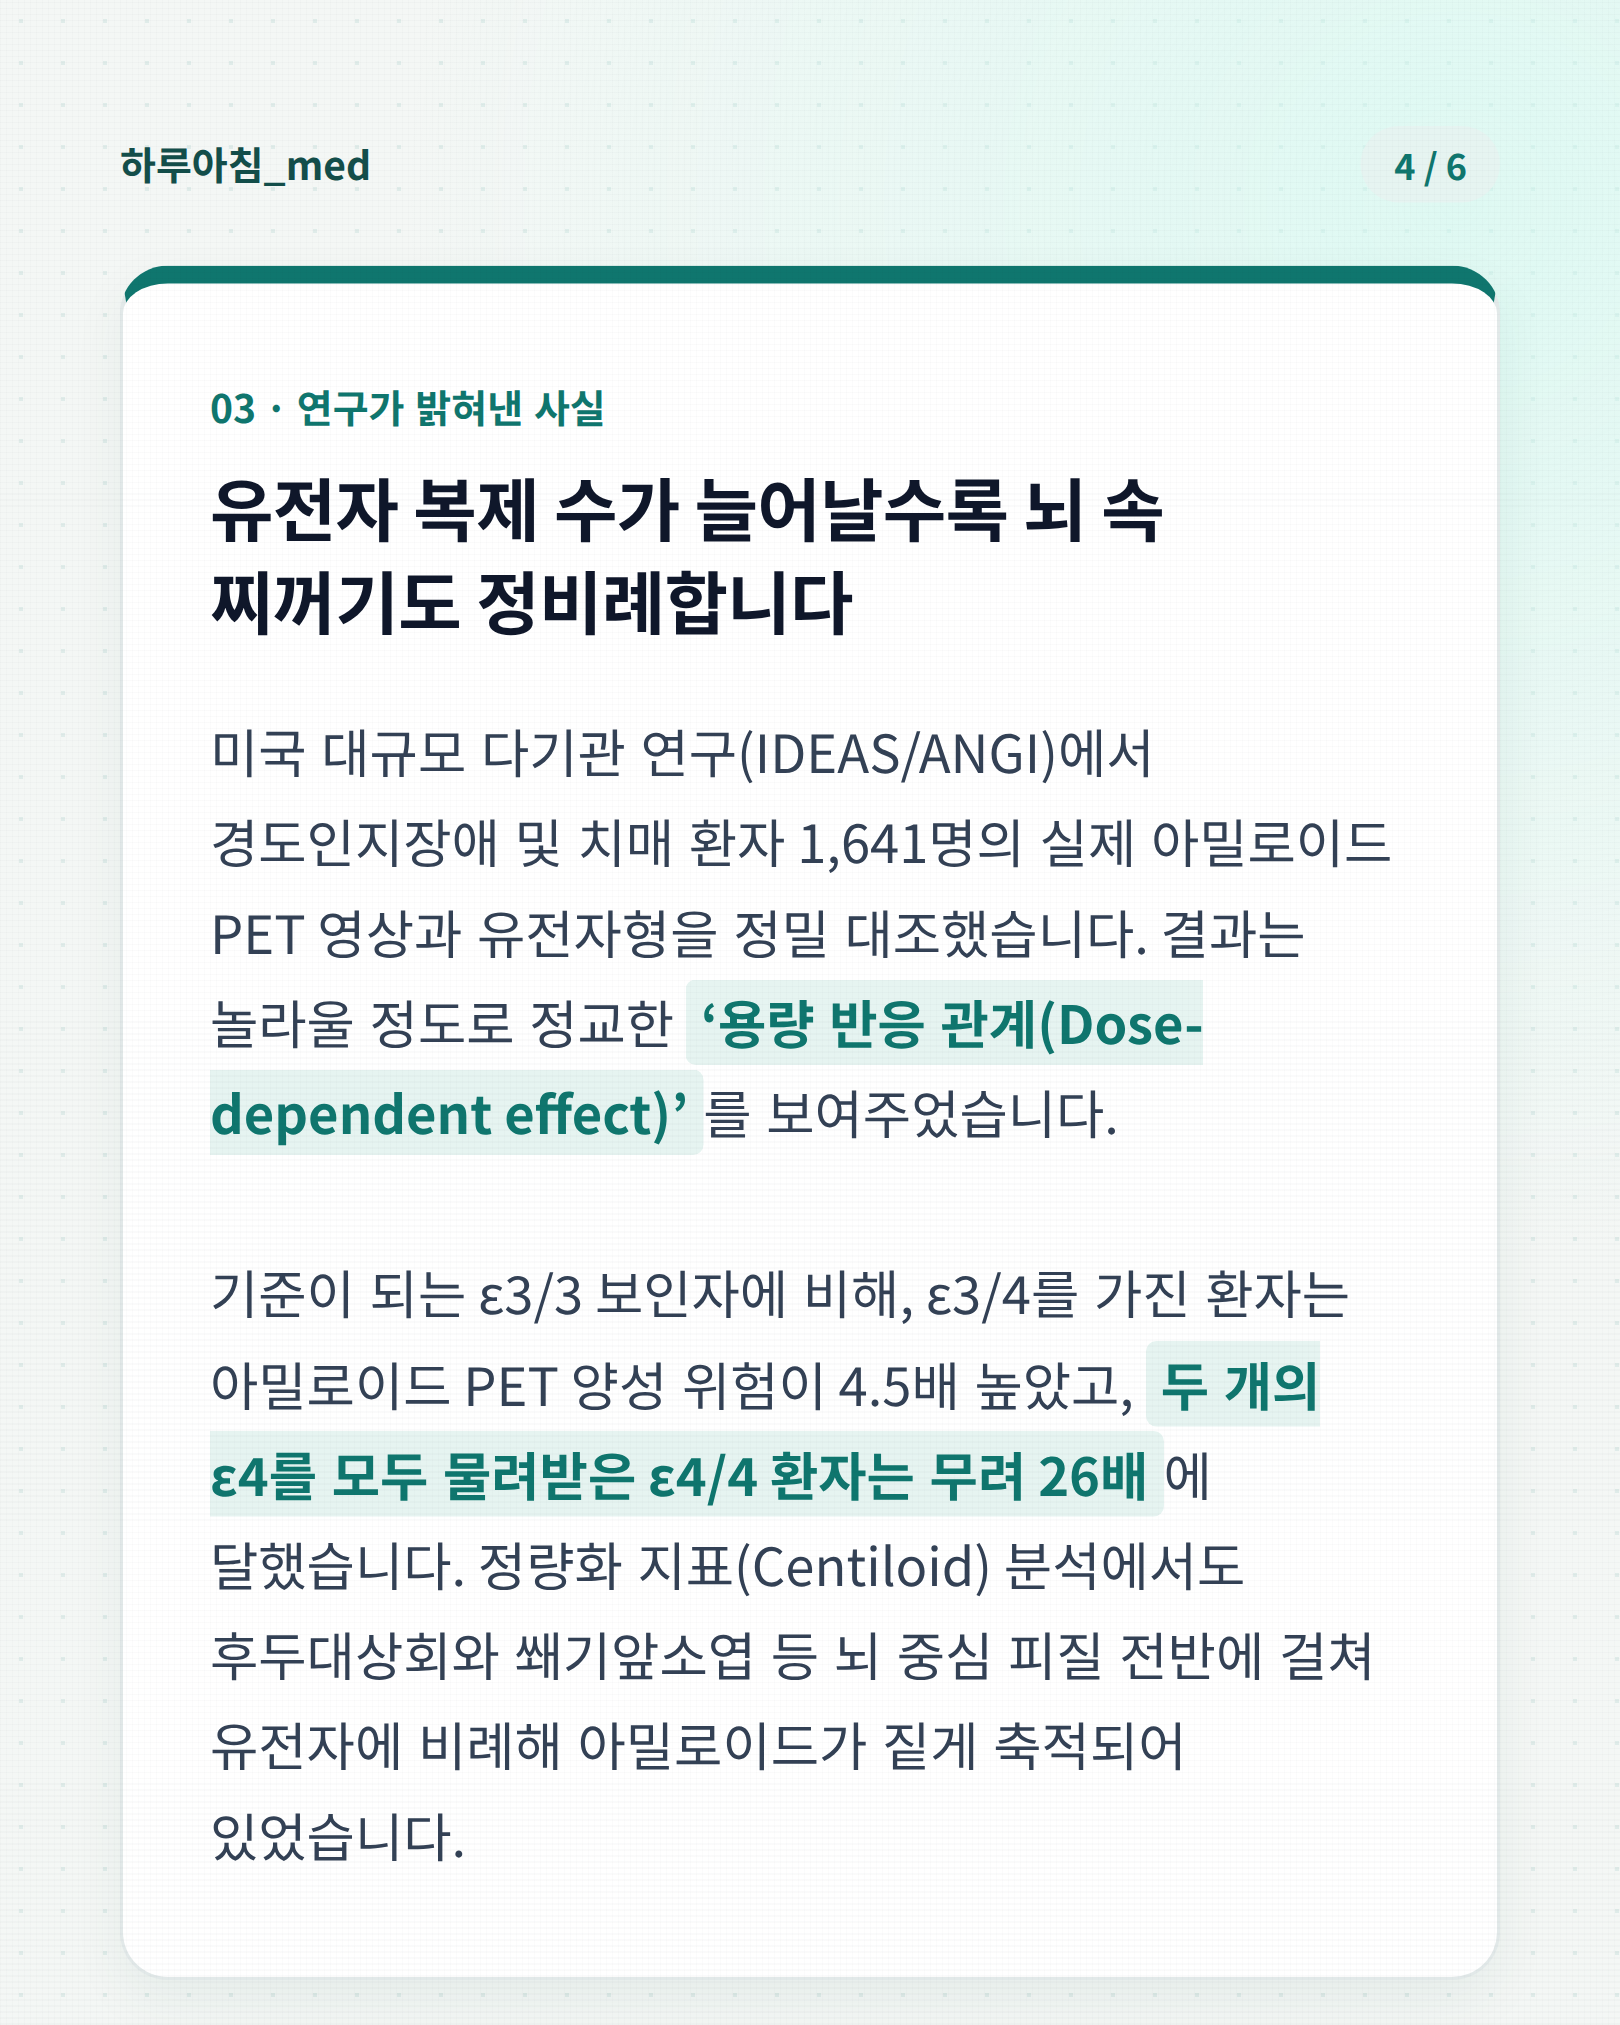 하루아침_med
4 / 6
03 · 연구가 밝혀낸 사실
유전자 복제 수가 늘어날수록 뇌 속
찌꺼기도 정비례합니다
미국 대규모 다기관 연구(IDEAS/ANGI)에서
경도인지장애 및 치매 환자 1,641명의 실제 아밀로이드
PET 영상과 유전자형을 정밀 대조했습니다. 결과는
놀라울 정도로 정교한 ‘용량 반응 관계(Dose-
dependent effect)’를 보여주었습니다.
기준이 되는 ε3/3 보인자에 비해, ε3/4를 가진 환자는
아밀로이드 PET 양성 위험이 4.5배 높았고, 두 개의
ε4를 모두 물려받은 ε4/4 환자는 무려 26배에
달했습니다. 정량화 지표(Centiloid) 분석에서도
후두대상회와 쐐기앞소엽 등 뇌 중심 피질 전반에 걸쳐
유전자에 비례해 아밀로이드가 짙게 축적되어
있었습니다.